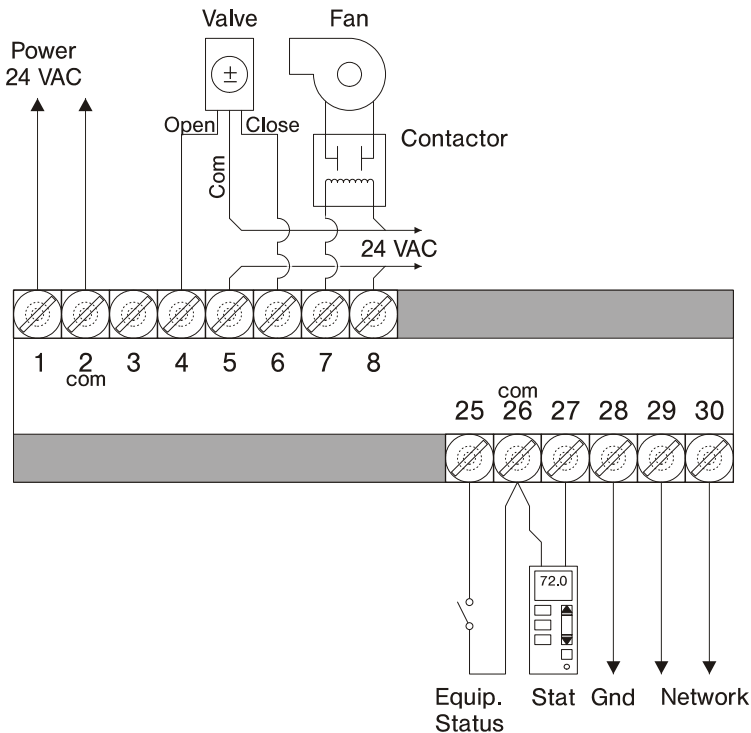 Valve
Fan
Power
24 VAC
Open
Close
Com
Contactor
24 VAC
1 2 3 4 5 6 7 8
com
com
25 26 27 28 29 30
72.0
Equip.
Status
Stat
Gnd
Network